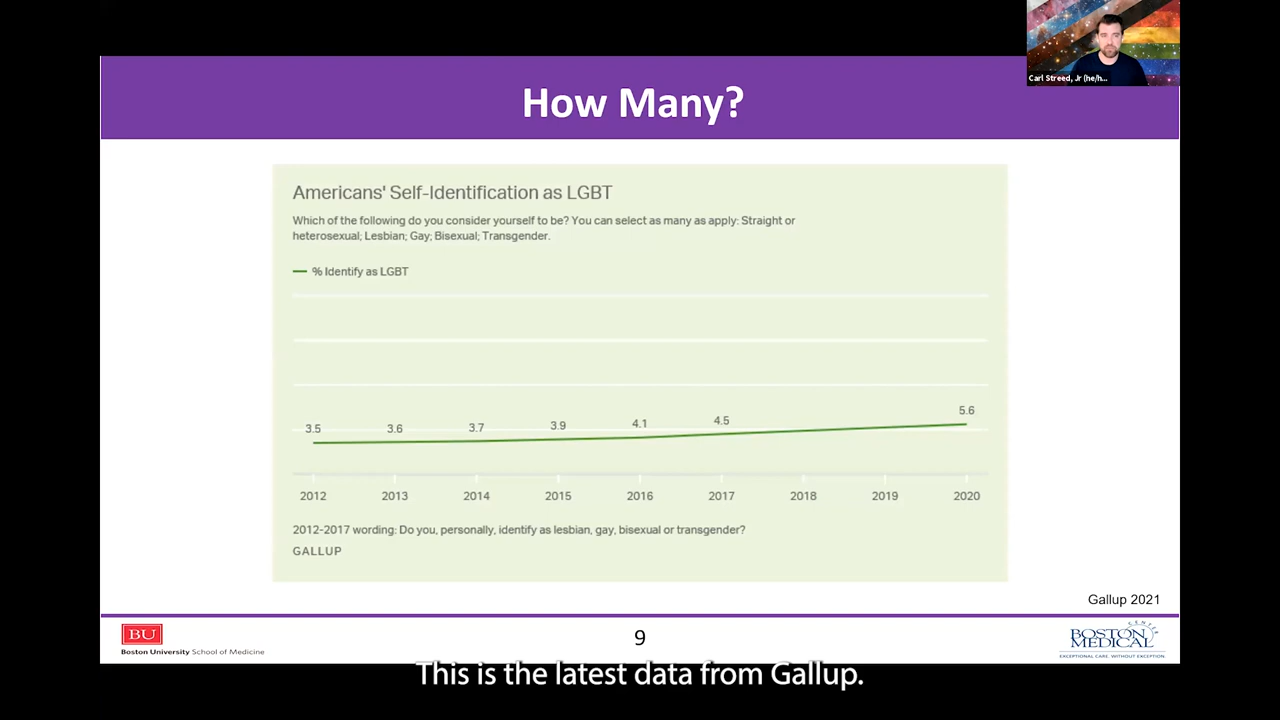 Carl Streed, Jr (he/h...
How Many?
Americans' Self-Identification as LGBT
Which of the following do you consider yourself to be? You can select as many as apply: Straight or
heterosexual; Lesbian; Gay; Bisexual; Transgender.
% Identify as LGBT
3.5 3.6 3.7 3.9 4.1 4.5 5.6
2012 2013 2014 2015 2016 2017 2018 2019 2020
2012-2017 wording: Do you, personally, identify as lesbian, gay, bisexual or transgender?
GALLUP
Gallup 2021
BU
Boston University School of Medicine
9
BOSTON
MEDICAL
CENTER
EXCEPTIONAL CARE. WITHOUT EXCEPTION.
This is the latest data from Gallup.